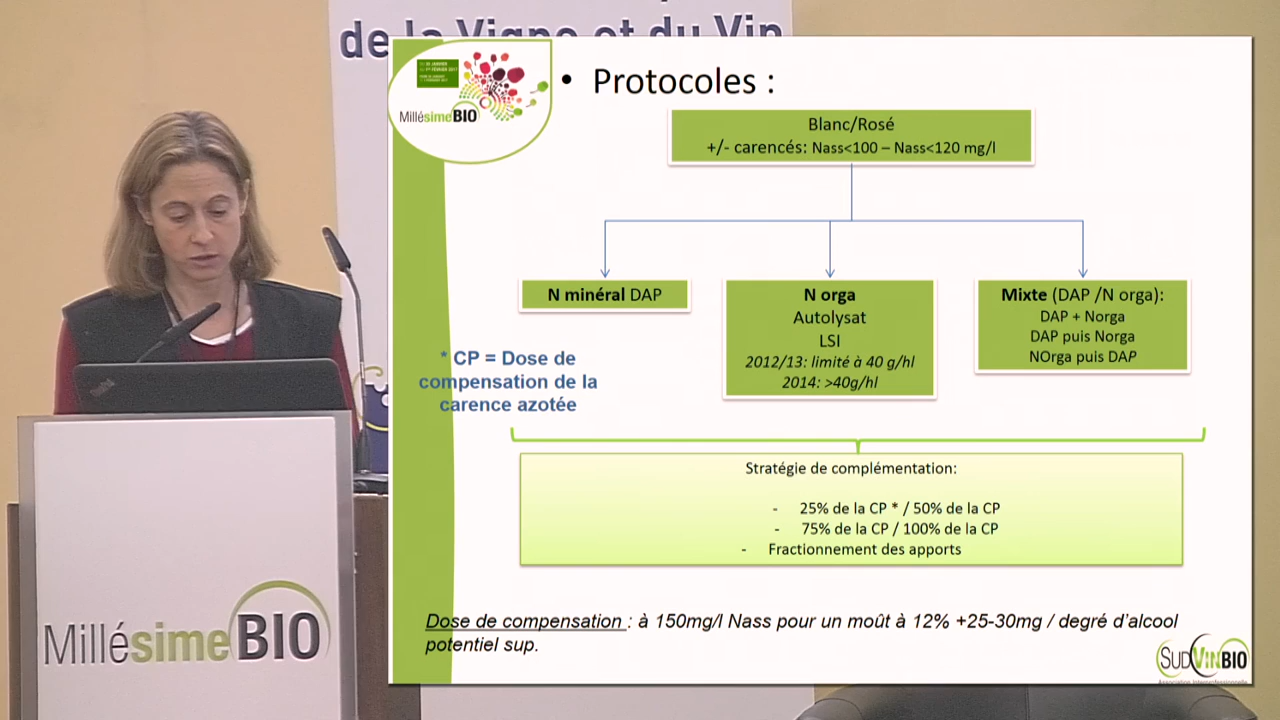 de la Vigne et du Vin
MillésimeBIO
• Protocoles :
Blanc/Rosé
+/- carencés: Nass<100 – Nass<120 mg/l
N minéral DAP
N orga
Autolysat
LSI
2012/13: limité à 40 g/hl
2014: >40g/hl
Mixte (DAP /N orga):
DAP + Norga
DAP puis Norga
NOrga puis DAP
* CP = Dose de
compensation de la
carence azotée
Stratégie de complémentation:
- 25% de la CP * / 50% de la CP
- 75% de la CP / 100% de la CP
- Fractionnement des apports
Dose de compensation : à 150mg/l Nass pour un moût à 12% +25-30mg / degré d'alcool
potentiel sup.
SUDVINBIO
Association Interprofessionnelle
MillésimeBIO